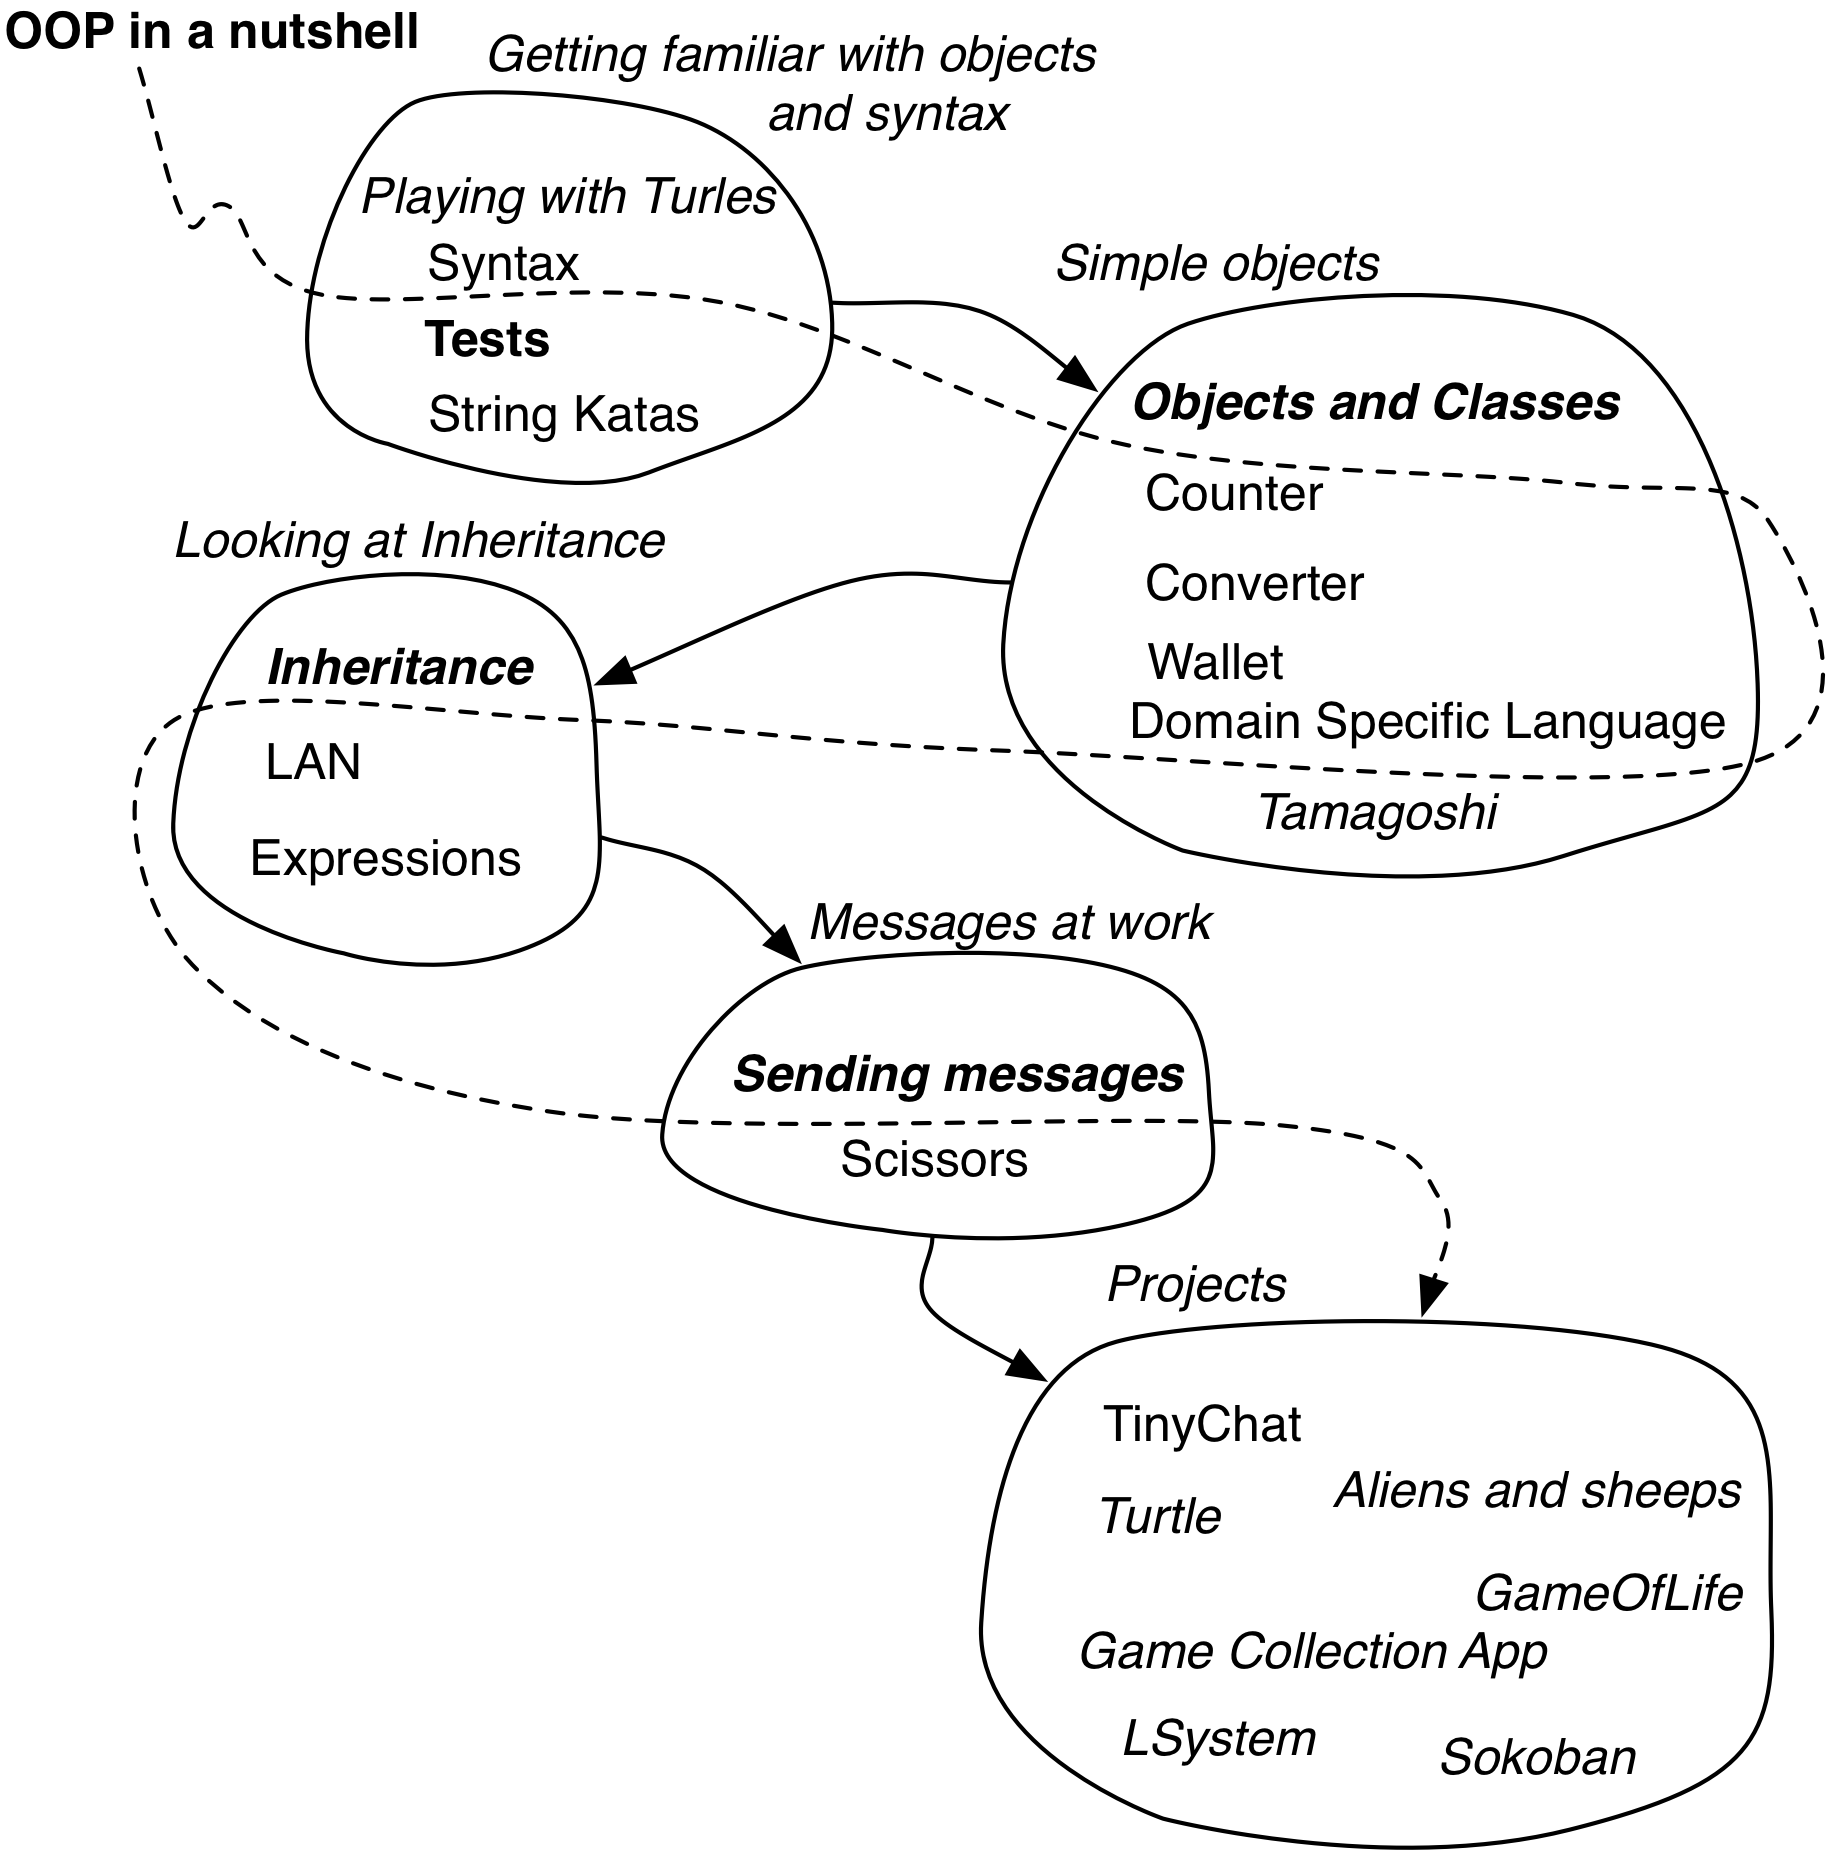 OOP in a nutshell
Getting familiar with objects
and syntax
Playing with Turles
Syntax
Tests
String Katas
Simple objects
Objects and Classes
Counter
Converter
Wallet
Domain Specific Language
Tamagoshi
Looking at Inheritance
Inheritance
LAN
Expressions
Messages at work
Sending messages
Scissors
Projects
TinyChat
Aliens and sheeps
Turtle
GameOfLife
Game Collection App
LSystem
Sokoban